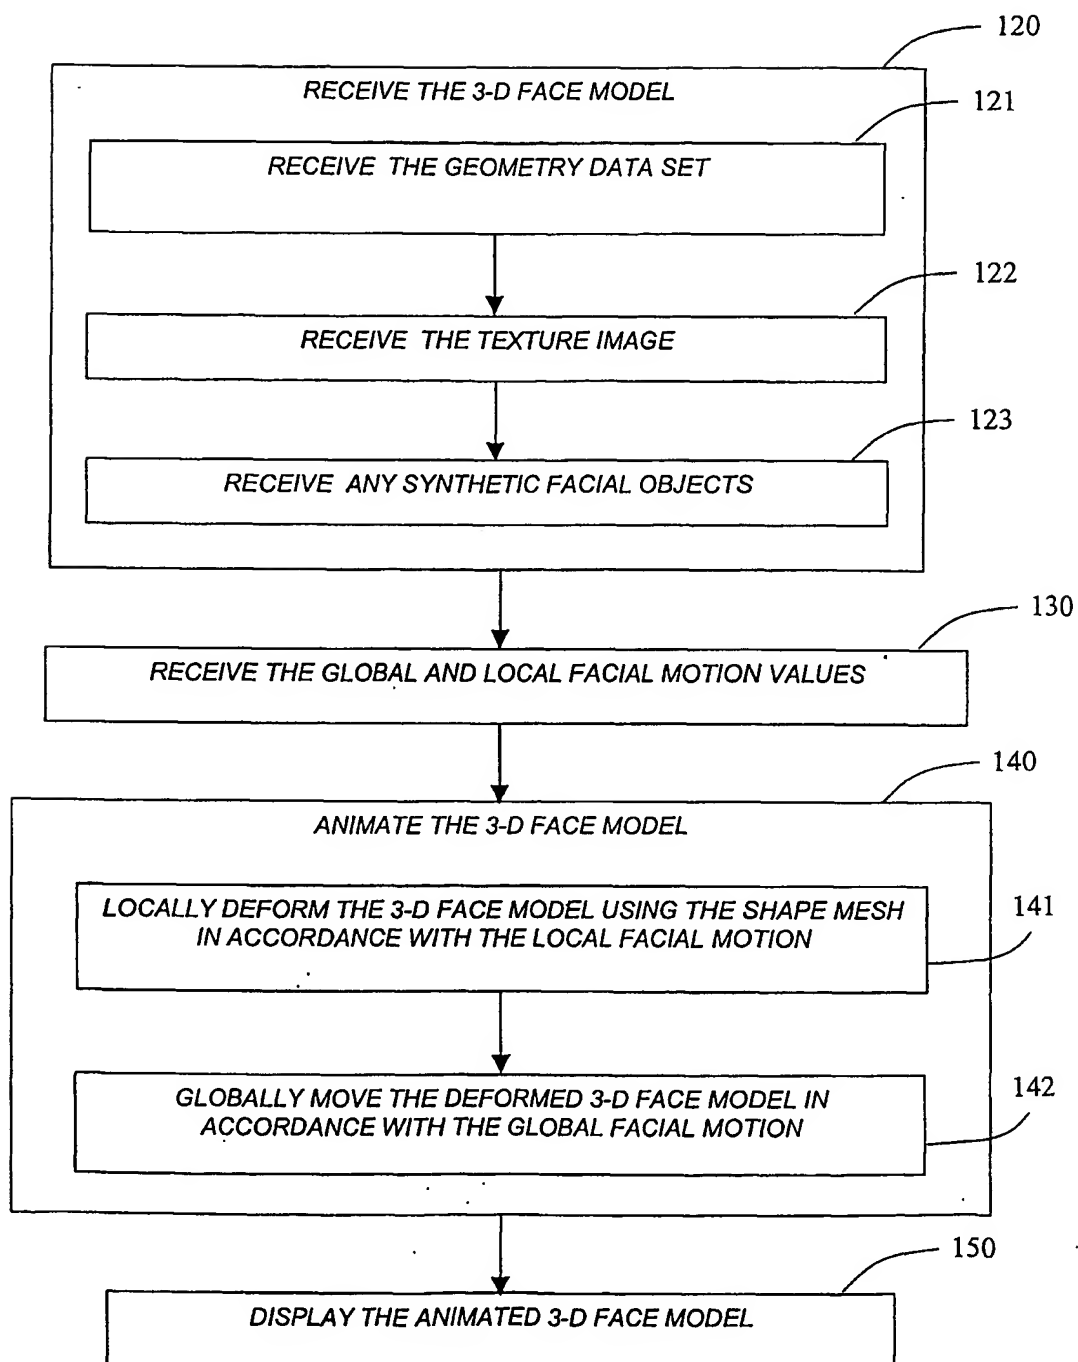 120
RECEIVE THE 3-D FACE MODEL
121
RECEIVE THE GEOMETRY DATA SET
122
RECEIVE THE TEXTURE IMAGE
123
RECEIVE ANY SYNTHETIC FACIAL OBJECTS
130
RECEIVE THE GLOBAL AND LOCAL FACIAL MOTION VALUES
140
ANIMATE THE 3-D FACE MODEL
141
LOCALLY DEFORM THE 3-D FACE MODEL USING THE SHAPE MESH
IN ACCORDANCE WITH THE LOCAL FACIAL MOTION
142
GLOBALLY MOVE THE DEFORMED 3-D FACE MODEL IN
ACCORDANCE WITH THE GLOBAL FACIAL MOTION
150
DISPLAY THE ANIMATED 3-D FACE MODEL